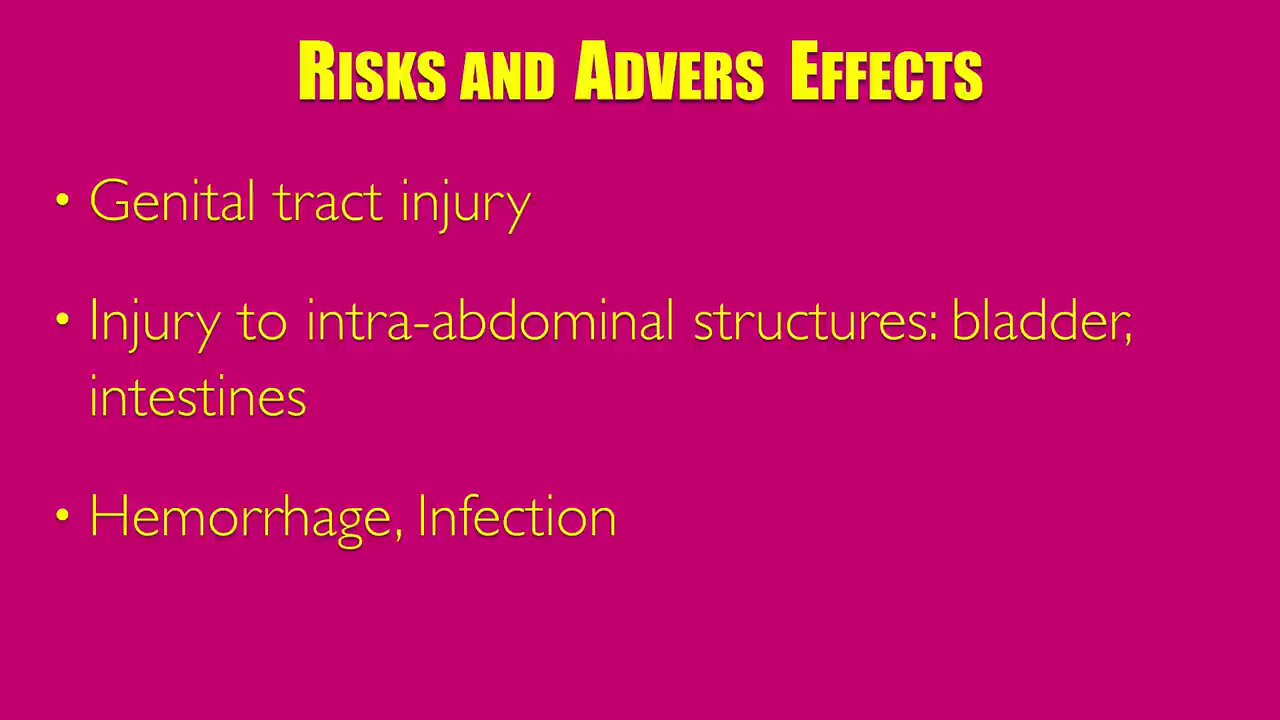 RISKS AND ADVERS EFFECTS
• Genital tract injury
• Injury to intra-abdominal structures: bladder,
intestines
• Hemorrhage, Infection